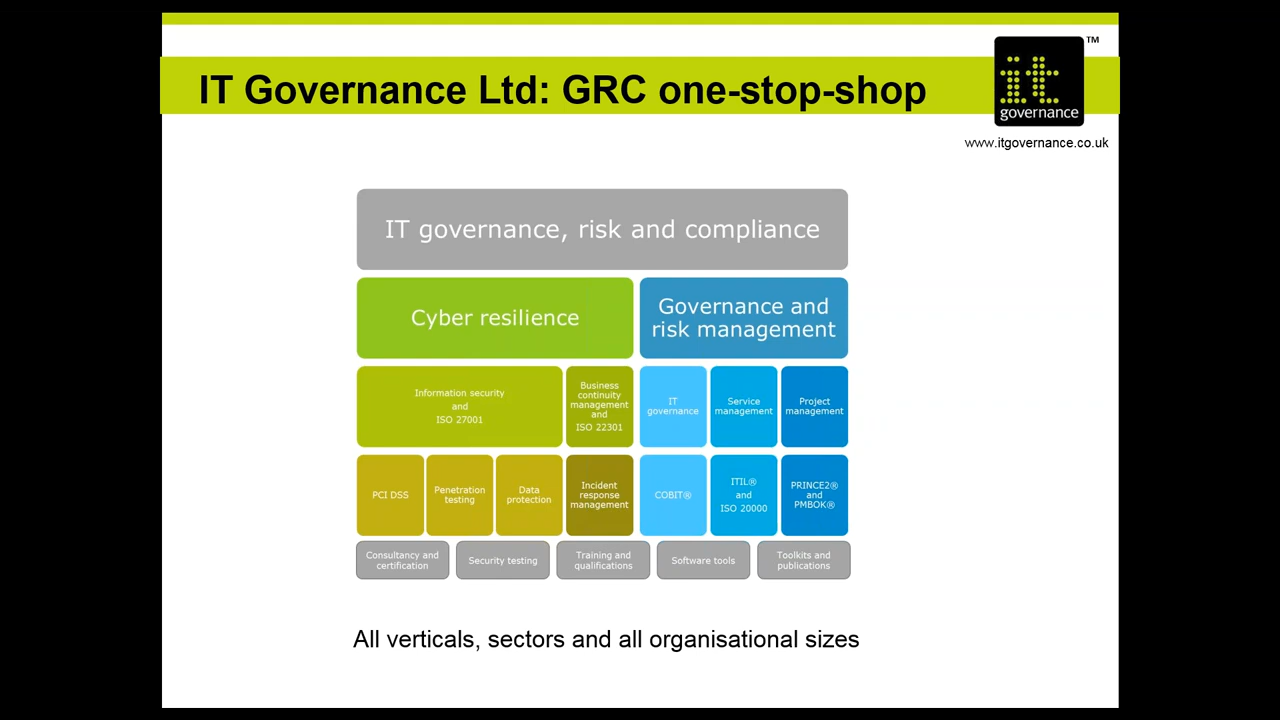 IT Governance Ltd: GRC one-stop-shop
it
governance
TM
www.itgovernance.co.uk
IT governance, risk and compliance
Cyber resilience
Governance and
risk management
Information security
and
ISO 27001
Business
continuity
management
and
ISO 22301
IT
governance
Service
management
Project
management
PCI DSS
Penetration
testing
Data
protection
Incident
response
management
COBIT®
ITIL®
and
ISO 20000
PRINCE2®
and
PMBOK®
Consultancy and
certification
Security testing
Training and
qualifications
Software tools
Toolkits and
publications
All verticals, sectors and all organisational sizes